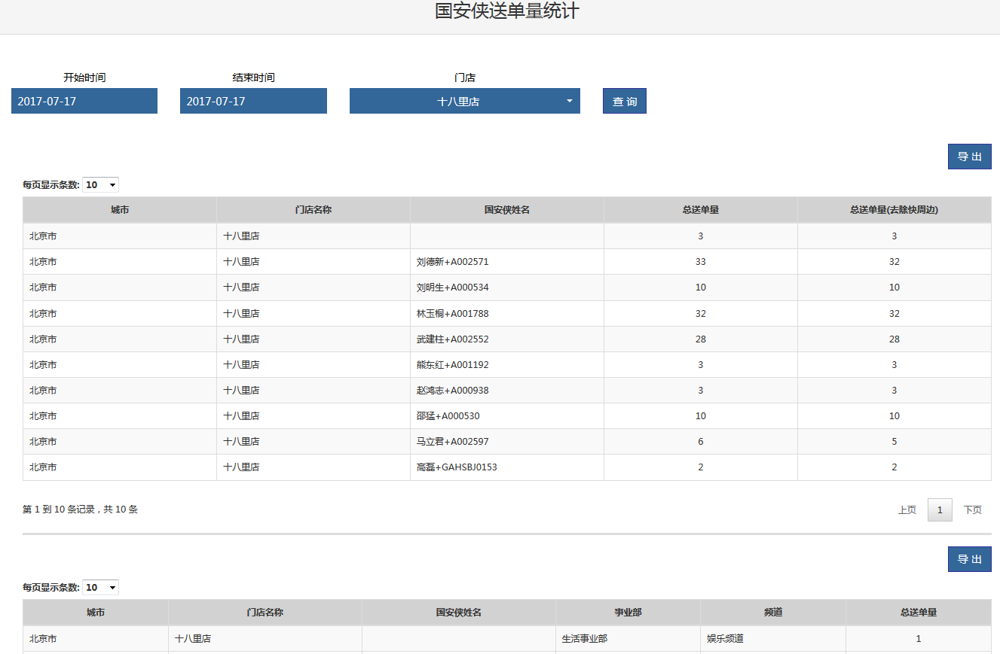 国安侠送单量统计
开始时间 结束时间 门店
2017-07-17 2017-07-17 十八里店 查 询
导 出
每页显示条数: 10
城市 门店名称 国安侠姓名 总送单量 总送单量(去除快周边)
北京市 十八里店 3 3
北京市 十八里店 刘德新+A002571 33 32
北京市 十八里店 刘明生+A000534 10 10
北京市 十八里店 林玉桐+A001788 32 32
北京市 十八里店 武建柱+A002552 28 28
北京市 十八里店 熊东红+A001192 3 3
北京市 十八里店 赵鸿志+A000938 3 3
北京市 十八里店 邵猛+A000530 10 10
北京市 十八里店 马立君+A002597 6 5
北京市 十八里店 高磊+GAHSBJ0153 2 2
第 1 到 10 条记录，共 10 条 上页 1 下页
导 出
每页显示条数: 10
城市 门店名称 国安侠姓名 事业部 频道 总送单量
北京市 十八里店 生活事业部 娱乐频道 1